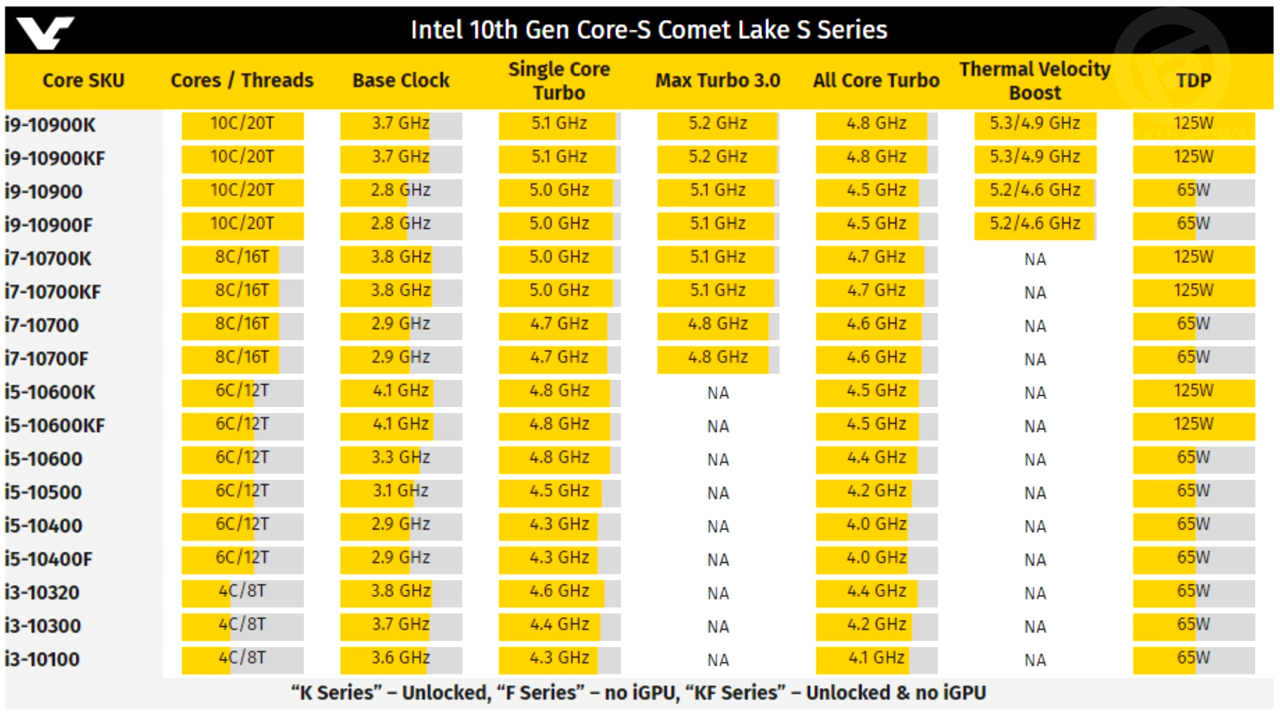 Intel 10th Gen Core-S Comet Lake S Series
Core SKU Cores / Threads Base Clock Single Core Turbo Max Turbo 3.0 All Core Turbo Thermal Velocity Boost TDP
i9-10900K 10C/20T 3.7 GHz 5.1 GHz 5.2 GHz 4.8 GHz 5.3/4.9 GHz 125W
i9-10900KF 10C/20T 3.7 GHz 5.1 GHz 5.2 GHz 4.8 GHz 5.3/4.9 GHz 125W
i9-10900 10C/20T 2.8 GHz 5.0 GHz 5.1 GHz 4.5 GHz 5.2/4.6 GHz 65W
i9-10900F 10C/20T 2.8 GHz 5.0 GHz 5.1 GHz 4.5 GHz 5.2/4.6 GHz 65W
i7-10700K 8C/16T 3.8 GHz 5.0 GHz 5.1 GHz 4.7 GHz NA 125W
i7-10700KF 8C/16T 3.8 GHz 5.0 GHz 5.1 GHz 4.7 GHz NA 125W
i7-10700 8C/16T 2.9 GHz 4.7 GHz 4.8 GHz 4.6 GHz NA 65W
i7-10700F 8C/16T 2.9 GHz 4.7 GHz 4.8 GHz 4.6 GHz NA 65W
i5-10600K 6C/12T 4.1 GHz 4.8 GHz NA 4.5 GHz NA 125W
i5-10600KF 6C/12T 4.1 GHz 4.8 GHz NA 4.5 GHz NA 125W
i5-10600 6C/12T 3.3 GHz 4.8 GHz NA 4.4 GHz NA 65W
i5-10500 6C/12T 3.1 GHz 4.5 GHz NA 4.2 GHz NA 65W
i5-10400 6C/12T 2.9 GHz 4.3 GHz NA 4.0 GHz NA 65W
i5-10400F 6C/12T 2.9 GHz 4.3 GHz NA 4.0 GHz NA 65W
i3-10320 4C/8T 3.8 GHz 4.6 GHz NA 4.4 GHz NA 65W
i3-10300 4C/8T 3.7 GHz 4.4 GHz NA 4.2 GHz NA 65W
i3-10100 4C/8T 3.6 GHz 4.3 GHz NA 4.1 GHz NA 65W
“K Series” – Unlocked, “F Series” – no iGPU, “KF Series” – Unlocked & no iGPU